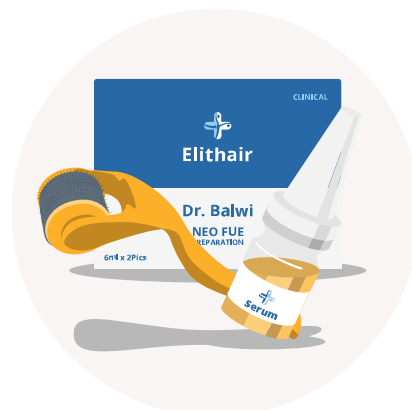 CLINICAL
Elithair
Dr. Balwi
NEO FUE
REPARATION
6ml x 2Pics
Serum